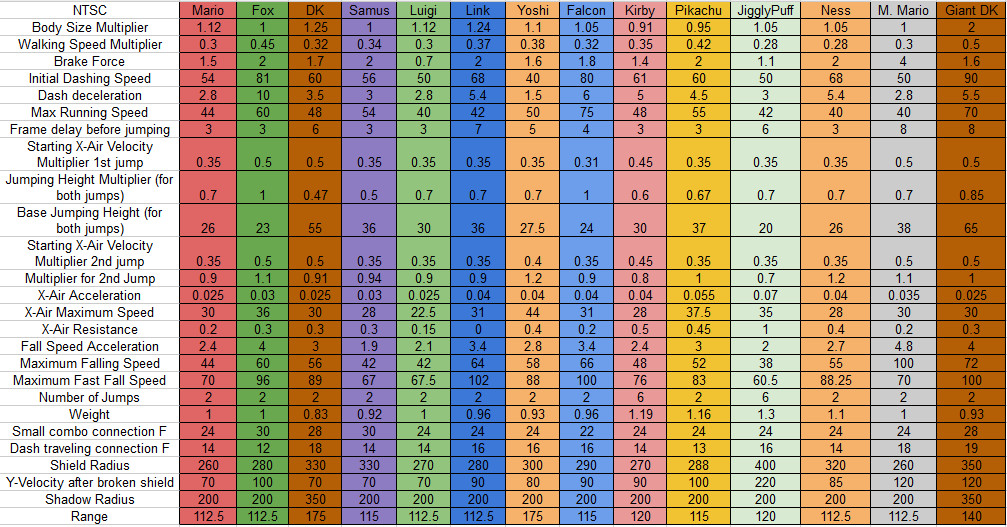 NTSC Mario Fox DK Samus Luigi Link Yoshi Falcon Kirby Pikachu JigglyPuff Ness M. Mario Giant DK
Body Size Multiplier 1.12 1 1.25 1 1.12 1.24 1.1 1.05 0.91 0.95 1.05 1.05 1 2
Walking Speed Multiplier 0.3 0.45 0.32 0.34 0.3 0.37 0.38 0.32 0.35 0.42 0.28 0.28 0.3 0.5
Brake Force 1.5 2 1.7 2 0.7 2 1.6 1.8 1.4 2 1.1 2 4 1.6
Initial Dashing Speed 54 81 60 56 50 68 40 80 61 60 50 68 50 90
Dash deceleration 2.8 10 3.5 3 2.8 5.4 1.5 6 5 4.5 3 5.4 2.8 5.5
Max Running Speed 44 60 48 54 40 42 50 75 48 55 42 40 40 70
Frame delay before jumping 3 3 6 3 3 7 5 4 3 3 6 3 8 8
Starting X-Air Velocity
Multiplier 1st jump 0.35 0.5 0.5 0.35 0.35 0.35 0.35 0.31 0.45 0.35 0.35 0.35 0.5 0.5
Jumping Height Multiplier (for
both jumps) 0.7 1 0.47 0.5 0.7 0.7 0.7 1 0.6 0.67 0.7 0.7 0.7 0.85
Base Jumping Height (for
both jumps) 26 23 55 36 30 36 27.5 24 30 37 20 26 38 65
Starting X-Air Velocity
Multiplier 2nd jump 0.35 0.5 0.5 0.35 0.35 0.35 0.4 0.35 0.45 0.35 0.35 0.35 0.5 0.5
Multiplier for 2nd Jump 0.9 1.1 0.91 0.94 0.9 0.9 1.2 0.9 0.8 1 0.7 1.2 1.1 1
X-Air Acceleration 0.025 0.03 0.025 0.03 0.025 0.04 0.04 0.04 0.04 0.055 0.07 0.04 0.035 0.025
X-Air Maximum Speed 30 36 30 28 22.5 31 44 31 28 37.5 35 28 30 30
X-Air Resistance 0.2 0.3 0.3 0.3 0.15 0 0.4 0.2 0.5 0.45 1 0.4 0.2 0.3
Fall Speed Acceleration 2.4 4 3 1.9 2.1 3.4 2.8 3.4 2.4 3 2 2.7 4.8 4
Maximum Falling Speed 44 60 56 42 42 64 58 66 48 52 38 55 100 72
Maximum Fast Fall Speed 70 96 89 67 67.5 102 88 100 76 83 60.5 88.25 70 100
Number of Jumps 2 2 2 2 2 2 2 2 6 2 6 2 2 2
Weight 1 1 0.83 0.92 1 0.96 0.93 0.96 1.19 1.16 1.3 1.1 1 0.93
Small combo connection F 24 30 28 30 24 24 24 22 24 24 24 24 24 28
Dash traveling connection F 14 12 18 14 14 16 16 16 14 13 16 14 18 19
Shield Radius 260 280 330 330 270 280 300 290 270 288 400 320 260 350
Y-Velocity after broken shield 70 100 70 70 70 90 80 90 90 100 220 85 120 120
Shadow Radius 200 200 350 200 200 200 200 200 200 200 200 200 200 350
Range 112.5 112.5 175 115 112.5 112.5 112.5 115 120 115 120 112.5 112.5 140